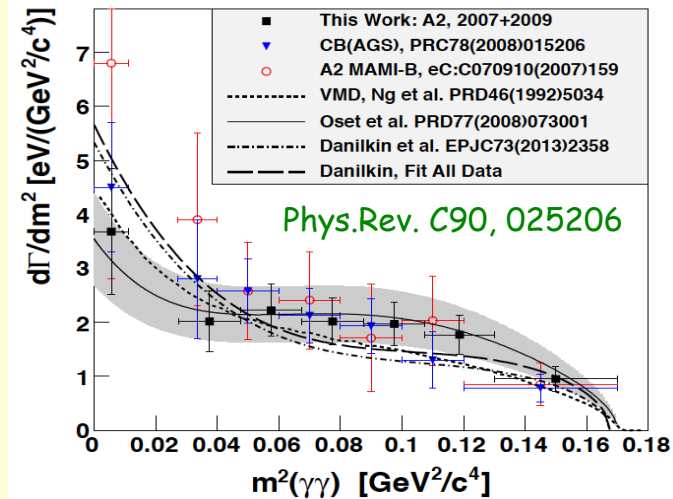 This Work: A2, 2007+2009
CB(AGS), PRC78(2008)015206
A2 MAMI-B, eC:C070910(2007)159
VMD, Ng et al. PRD46(1992)5034
Oset et al. PRD77(2008)073001
Danilkin et al. EPJC73(2013)2358
Danilkin, Fit All Data
Phys.Rev. C90, 025206
dΓ/dm² [eV/(GeV²/c⁴)]
7
6
5
4
3
2
1
0
0 0.02 0.04 0.06 0.08 0.1 0.12 0.14 0.16 0.18
m²(γγ) [GeV²/c⁴]